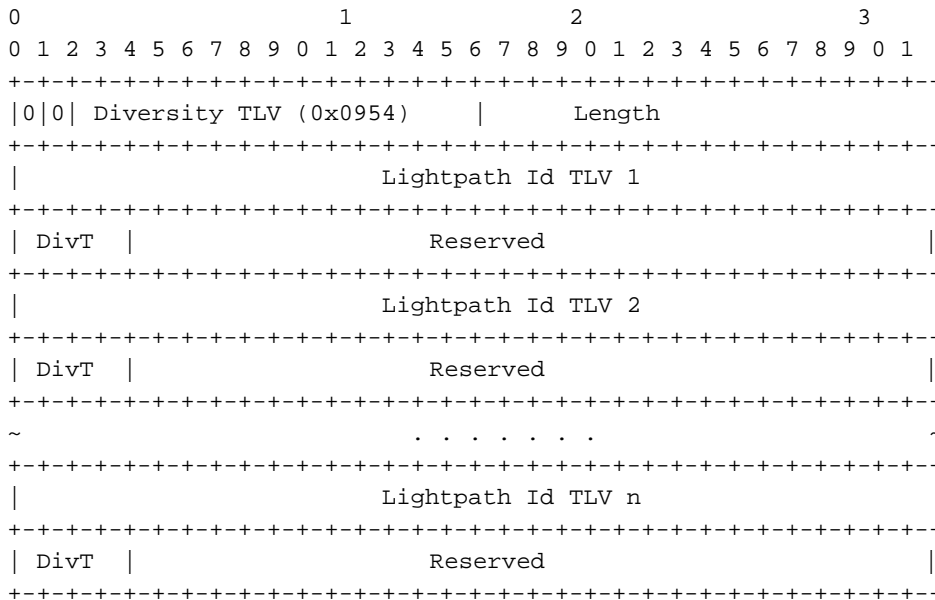 0                   1                   2                   3
0 1 2 3 4 5 6 7 8 9 0 1 2 3 4 5 6 7 8 9 0 1 2 3 4 5 6 7 8 9 0 1
+-+-+-+-+-+-+-+-+-+-+-+-+-+-+-+-+-+-+-+-+-+-+-+-+-+-+-+-+-+-+-+--
|0|0| Diversity TLV (0x0954)    |      Length
+-+-+-+-+-+-+-+-+-+-+-+-+-+-+-+-+-+-+-+-+-+-+-+-+-+-+-+-+-+-+-+--
|                         Lightpath Id TLV 1
+-+-+-+-+-+-+-+-+-+-+-+-+-+-+-+-+-+-+-+-+-+-+-+-+-+-+-+-+-+-+-+--
| DivT  |                    Reserved                           |
+-+-+-+-+-+-+-+-+-+-+-+-+-+-+-+-+-+-+-+-+-+-+-+-+-+-+-+-+-+-+-+--
|                         Lightpath Id TLV 2
+-+-+-+-+-+-+-+-+-+-+-+-+-+-+-+-+-+-+-+-+-+-+-+-+-+-+-+-+-+-+-+--
| DivT  |                    Reserved                           |
+-+-+-+-+-+-+-+-+-+-+-+-+-+-+-+-+-+-+-+-+-+-+-+-+-+-+-+-+-+-+-+--
~                           . . . . . . .                       ~
+-+-+-+-+-+-+-+-+-+-+-+-+-+-+-+-+-+-+-+-+-+-+-+-+-+-+-+-+-+-+-+--
|                         Lightpath Id TLV n
+-+-+-+-+-+-+-+-+-+-+-+-+-+-+-+-+-+-+-+-+-+-+-+-+-+-+-+-+-+-+-+--
| DivT  |                    Reserved                           |
+-+-+-+-+-+-+-+-+-+-+-+-+-+-+-+-+-+-+-+-+-+-+-+-+-+-+-+-+-+-+-+--